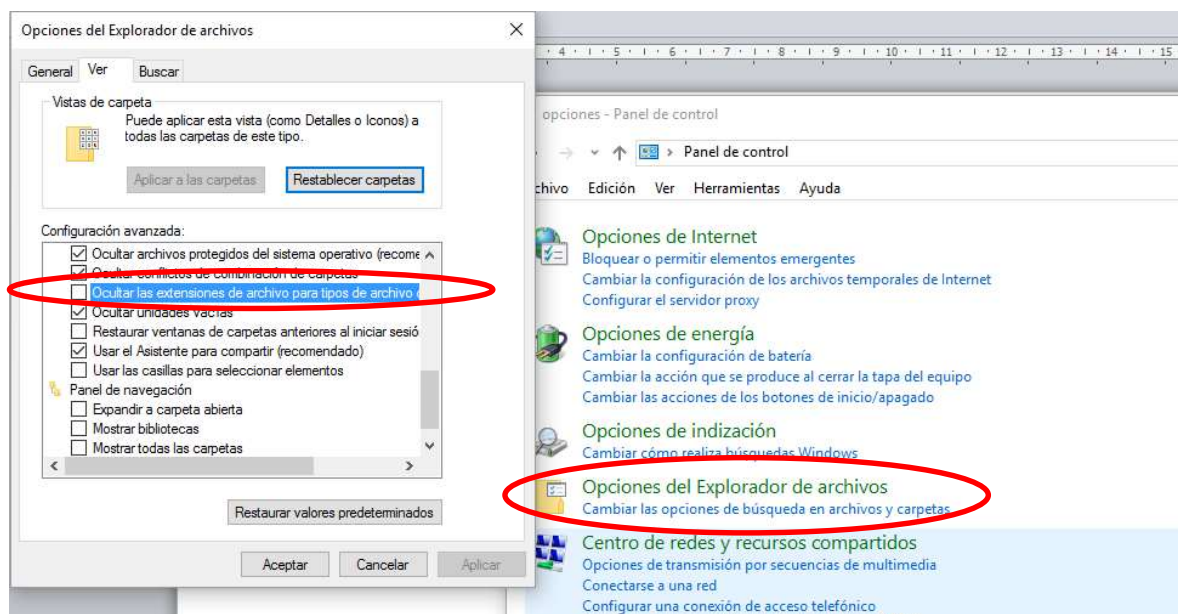 Opciones del Explorador de archivos
General Ver Buscar
Vistas de carpeta
Puede aplicar esta vista (como Detalles o Iconos) a
todas las carpetas de este tipo.
Aplicar a las carpetas Restablecer carpetas
Configuración avanzada:
Ocultar archivos protegidos del sistema operativo (recome
Ocultar conflictos de combinación de carpetas
Ocultar las extensiones de archivo para tipos de archivo
Ocultar unidades vacías
Restaurar ventanas de carpetas anteriores al iniciar sesió
Usar el Asistente para compartir (recomendado)
Usar las casillas para seleccionar elementos
Panel de navegación
Expandir a carpeta abierta
Mostrar bibliotecas
Mostrar todas las carpetas
Restaurar valores predeterminados
Aceptar Cancelar Aplicar
4 5 6 7 8 9 10 11 12 13 14 15
opciones - Panel de control
Panel de control
chivo Edición Ver Herramientas Ayuda
Opciones de Internet
Bloquear o permitir elementos emergentes
Cambiar la configuración de los archivos temporales de Internet
Configurar el servidor proxy
Opciones de energía
Cambiar la configuración de batería
Cambiar la acción que se produce al cerrar la tapa del equipo
Cambiar las acciones de los botones de inicio/apagado
Opciones de indización
Cambiar cómo realiza búsquedas Windows
Opciones del Explorador de archivos
Cambiar las opciones de búsqueda en archivos y carpetas
Centro de redes y recursos compartidos
Opciones de transmisión por secuencias de multimedia
Conectarse a una red
Configurar una conexión de acceso telefónico